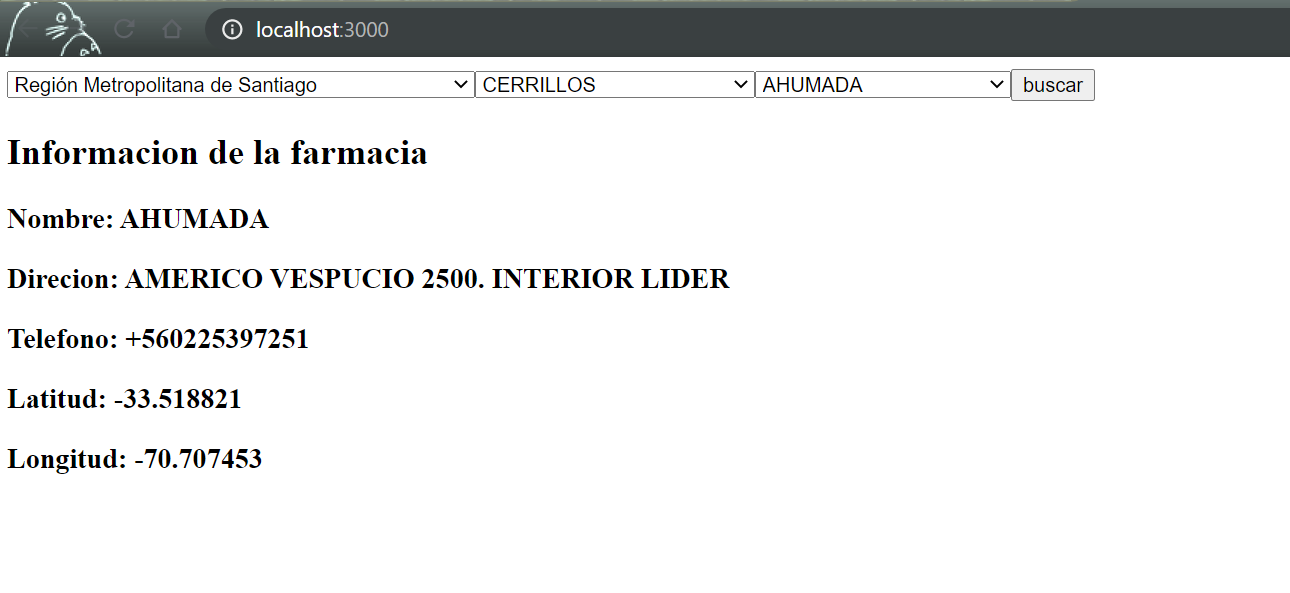 localhost:3000
Región Metropolitana de Santiago CERRILLOS AHUMADA buscar
Informacion de la farmacia
Nombre: AHUMADA
Direcion: AMERICO VESPUCIO 2500. INTERIOR LIDER
Telefono: +560225397251
Latitud: -33.518821
Longitud: -70.707453